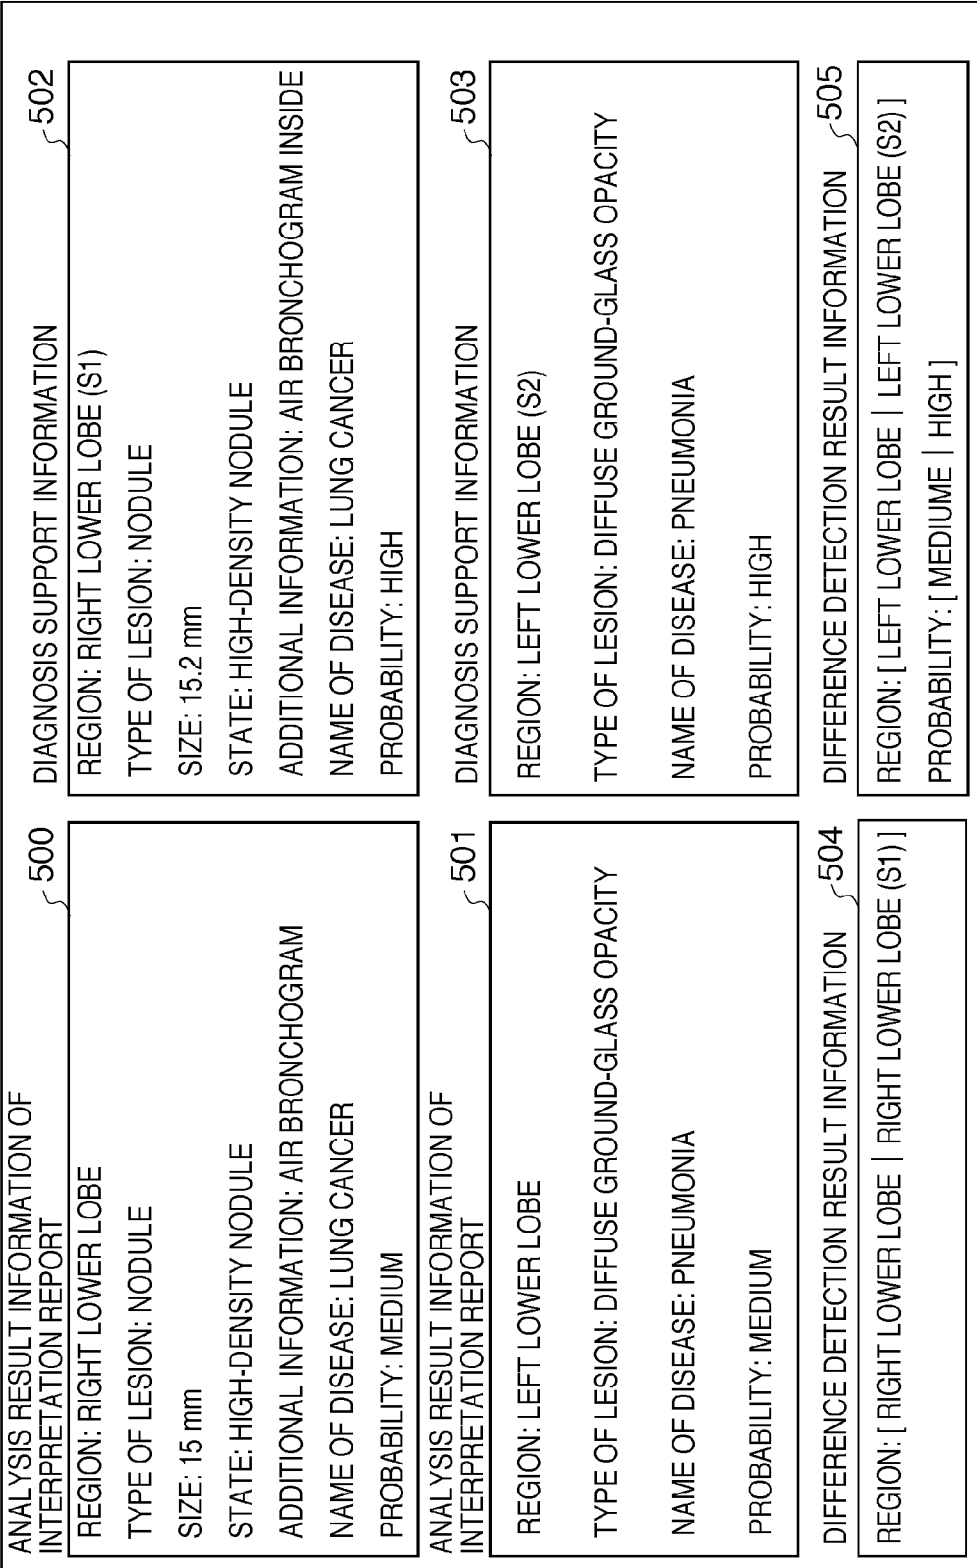 ANALYSIS RESULT INFORMATION OF
INTERPRETATION REPORT
500
REGION: RIGHT LOWER LOBE
TYPE OF LESION: NODULE
SIZE: 15 mm
STATE: HIGH-DENSITY NODULE
ADDITIONAL INFORMATION: AIR BRONCHOGRAM
NAME OF DISEASE: LUNG CANCER
PROBABILITY: MEDIUM
DIAGNOSIS SUPPORT INFORMATION
502
REGION: RIGHT LOWER LOBE (S1)
TYPE OF LESION: NODULE
SIZE: 15.2 mm
STATE: HIGH-DENSITY NODULE
ADDITIONAL INFORMATION: AIR BRONCHOGRAM INSIDE
NAME OF DISEASE: LUNG CANCER
PROBABILITY: HIGH
ANALYSIS RESULT INFORMATION OF
INTERPRETATION REPORT
501
REGION: LEFT LOWER LOBE
TYPE OF LESION: DIFFUSE GROUND-GLASS OPACITY
NAME OF DISEASE: PNEUMONIA
PROBABILITY: MEDIUM
DIAGNOSIS SUPPORT INFORMATION
503
REGION: LEFT LOWER LOBE (S2)
TYPE OF LESION: DIFFUSE GROUND-GLASS OPACITY
NAME OF DISEASE: PNEUMONIA
PROBABILITY: HIGH
DIFFERENCE DETECTION RESULT INFORMATION
504
REGION: [ RIGHT LOWER LOBE | RIGHT LOWER LOBE (S1) ]
DIFFERENCE DETECTION RESULT INFORMATION
505
REGION: [ LEFT LOWER LOBE | LEFT LOWER LOBE (S2) ]
PROBABILITY: [ MEDIUME | HIGH ]